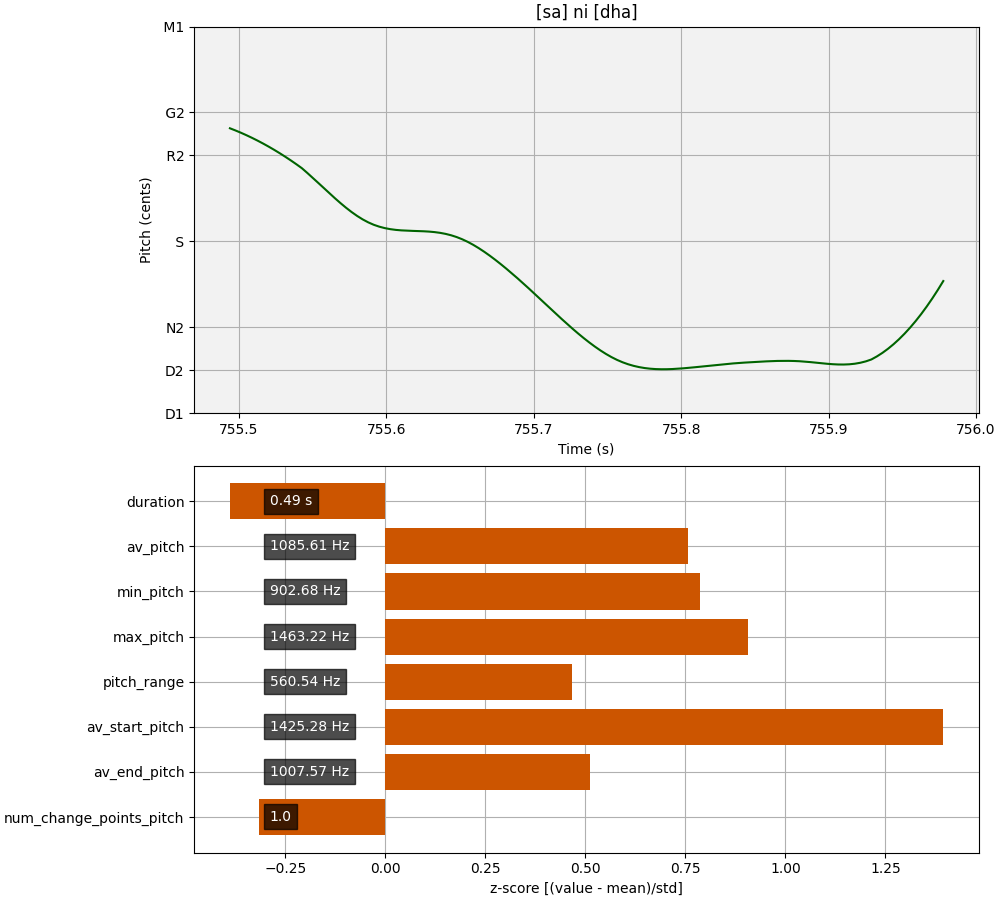 [sa] ni [dha]
M1
G2
R2
S
N2
D2
D1
Pitch (cents)
755.5 755.6 755.7 755.8 755.9 756.0
Time (s)
duration 0.49 s
av_pitch 1085.61 Hz
min_pitch 902.68 Hz
max_pitch 1463.22 Hz
pitch_range 560.54 Hz
av_start_pitch 1425.28 Hz
av_end_pitch 1007.57 Hz
num_change_points_pitch 1.0
−0.25 0.00 0.25 0.50 0.75 1.00 1.25
z-score [(value - mean)/std]